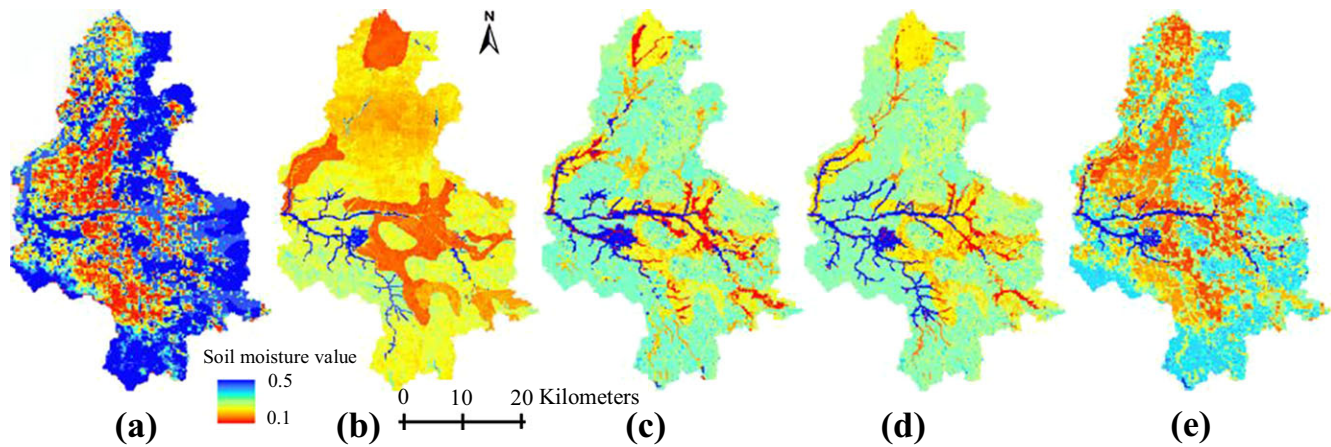 N
Soil moisture value
0.5
0.1
0 10 20 Kilometers
(a) (b) (c) (d) (e)